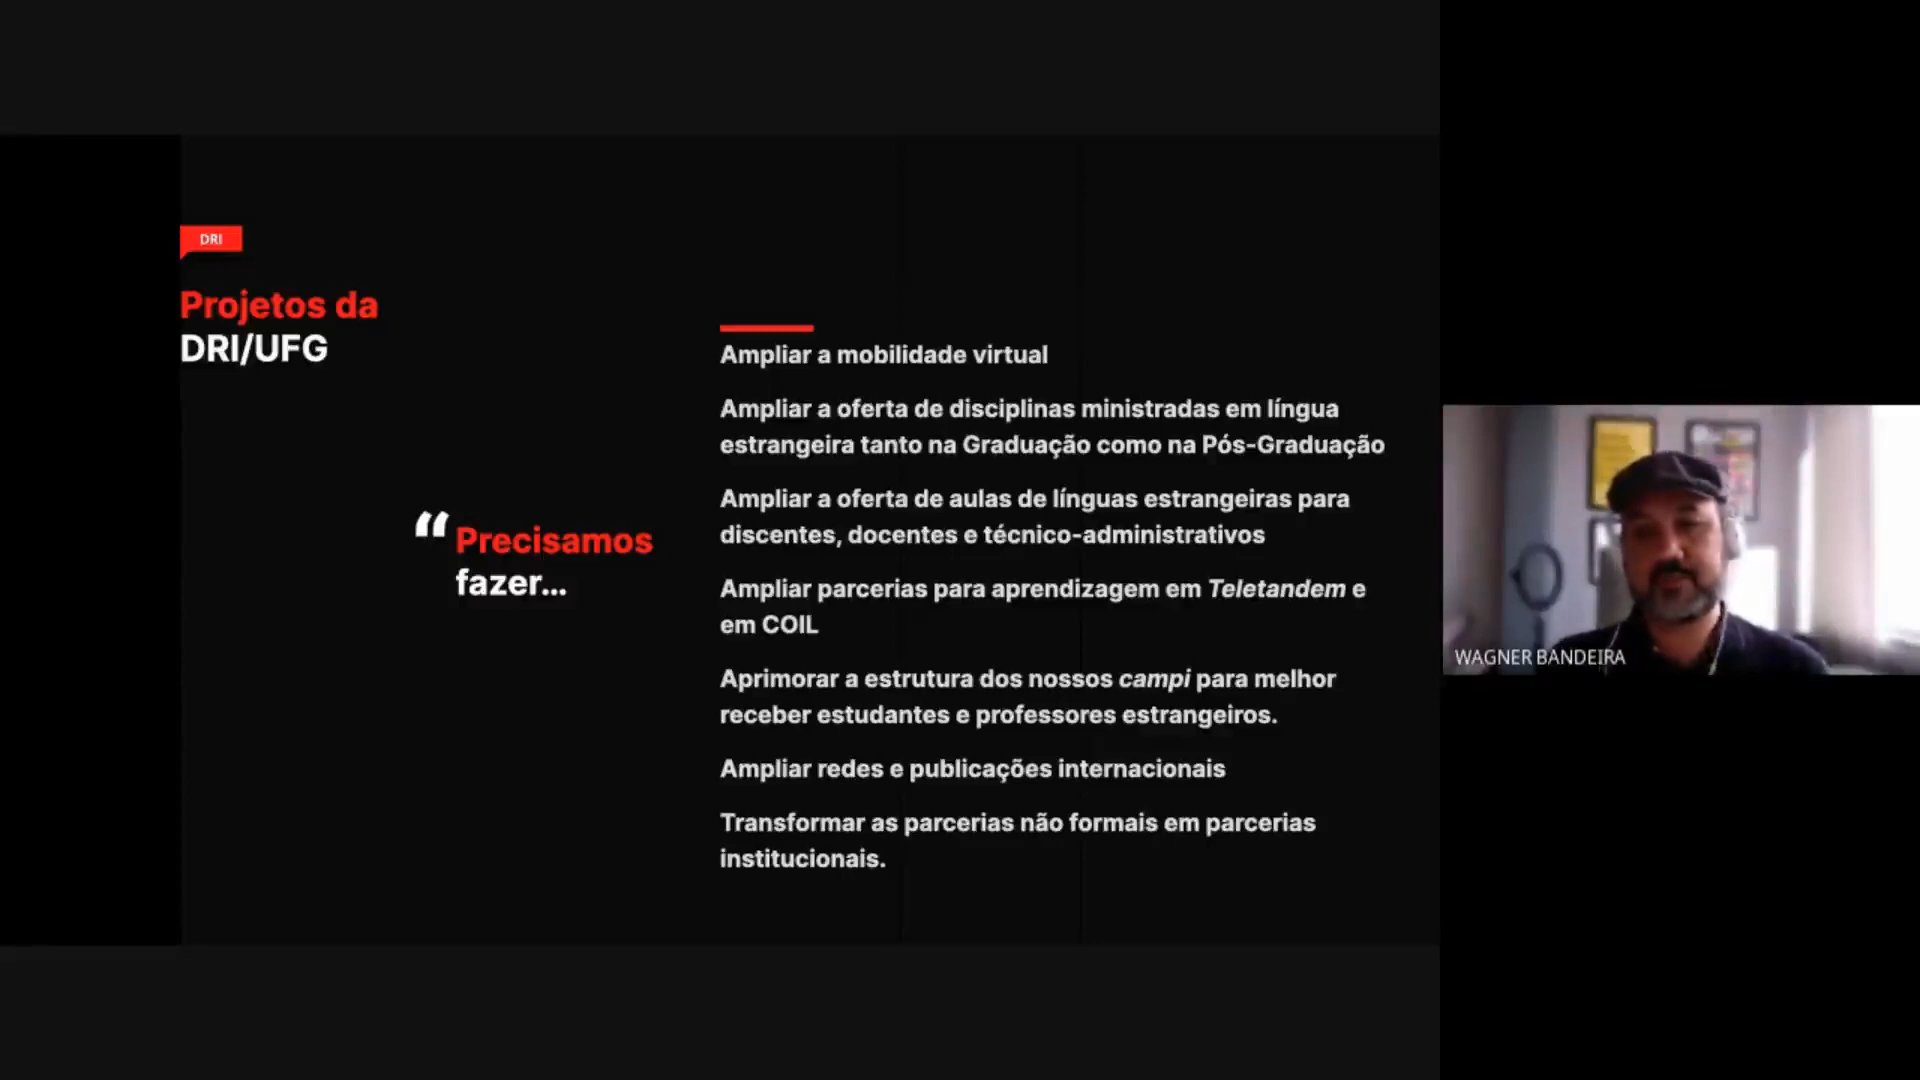 DRI
Projetos da
DRI/UFG
“Precisamos
fazer...
Ampliar a mobilidade virtual
Ampliar a oferta de disciplinas ministradas em língua
estrangeira tanto na Graduação como na Pós-Graduação
Ampliar a oferta de aulas de línguas estrangeiras para
discentes, docentes e técnico-administrativos
Ampliar parcerias para aprendizagem em Teletandem e
em COIL
Aprimorar a estrutura dos nossos campi para melhor
receber estudantes e professores estrangeiros.
Ampliar redes e publicações internacionais
Transformar as parcerias não formais em parcerias
institucionais.
WAGNER BANDEIRA